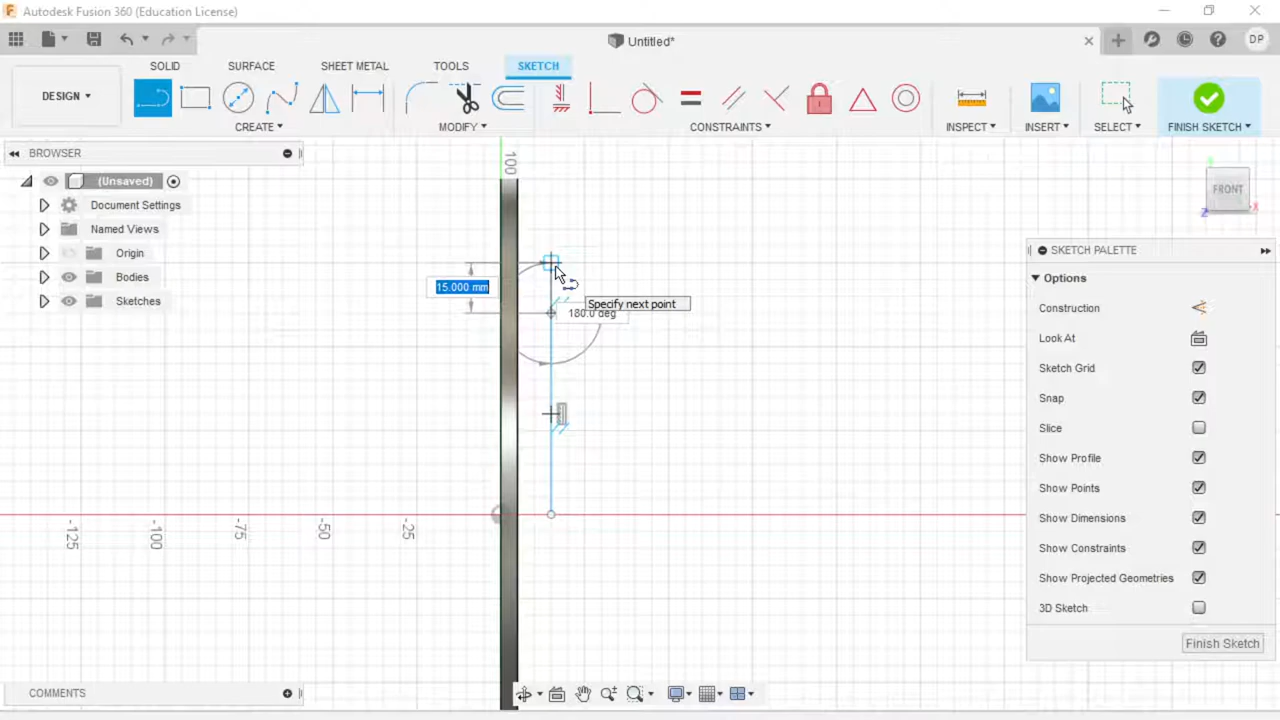 Autodesk Fusion 360 (Education License)
Untitled*
DP
SOLID SURFACE SHEET METAL TOOLS SKETCH
DESIGN
CREATE MODIFY CONSTRAINTS INSPECT INSERT SELECT FINISH SKETCH
BROWSER
(Unsaved)
Document Settings
Named Views
Origin
Bodies
Sketches
100
FRONT
Z
X
15.000 mm
Specify next point
180.0 deg
-125
-100
-75
-50
-25
SKETCH PALETTE
Options
Construction
Look At
Sketch Grid
Snap
Slice
Show Profile
Show Points
Show Dimensions
Show Constraints
Show Projected Geometries
3D Sketch
Finish Sketch
COMMENTS